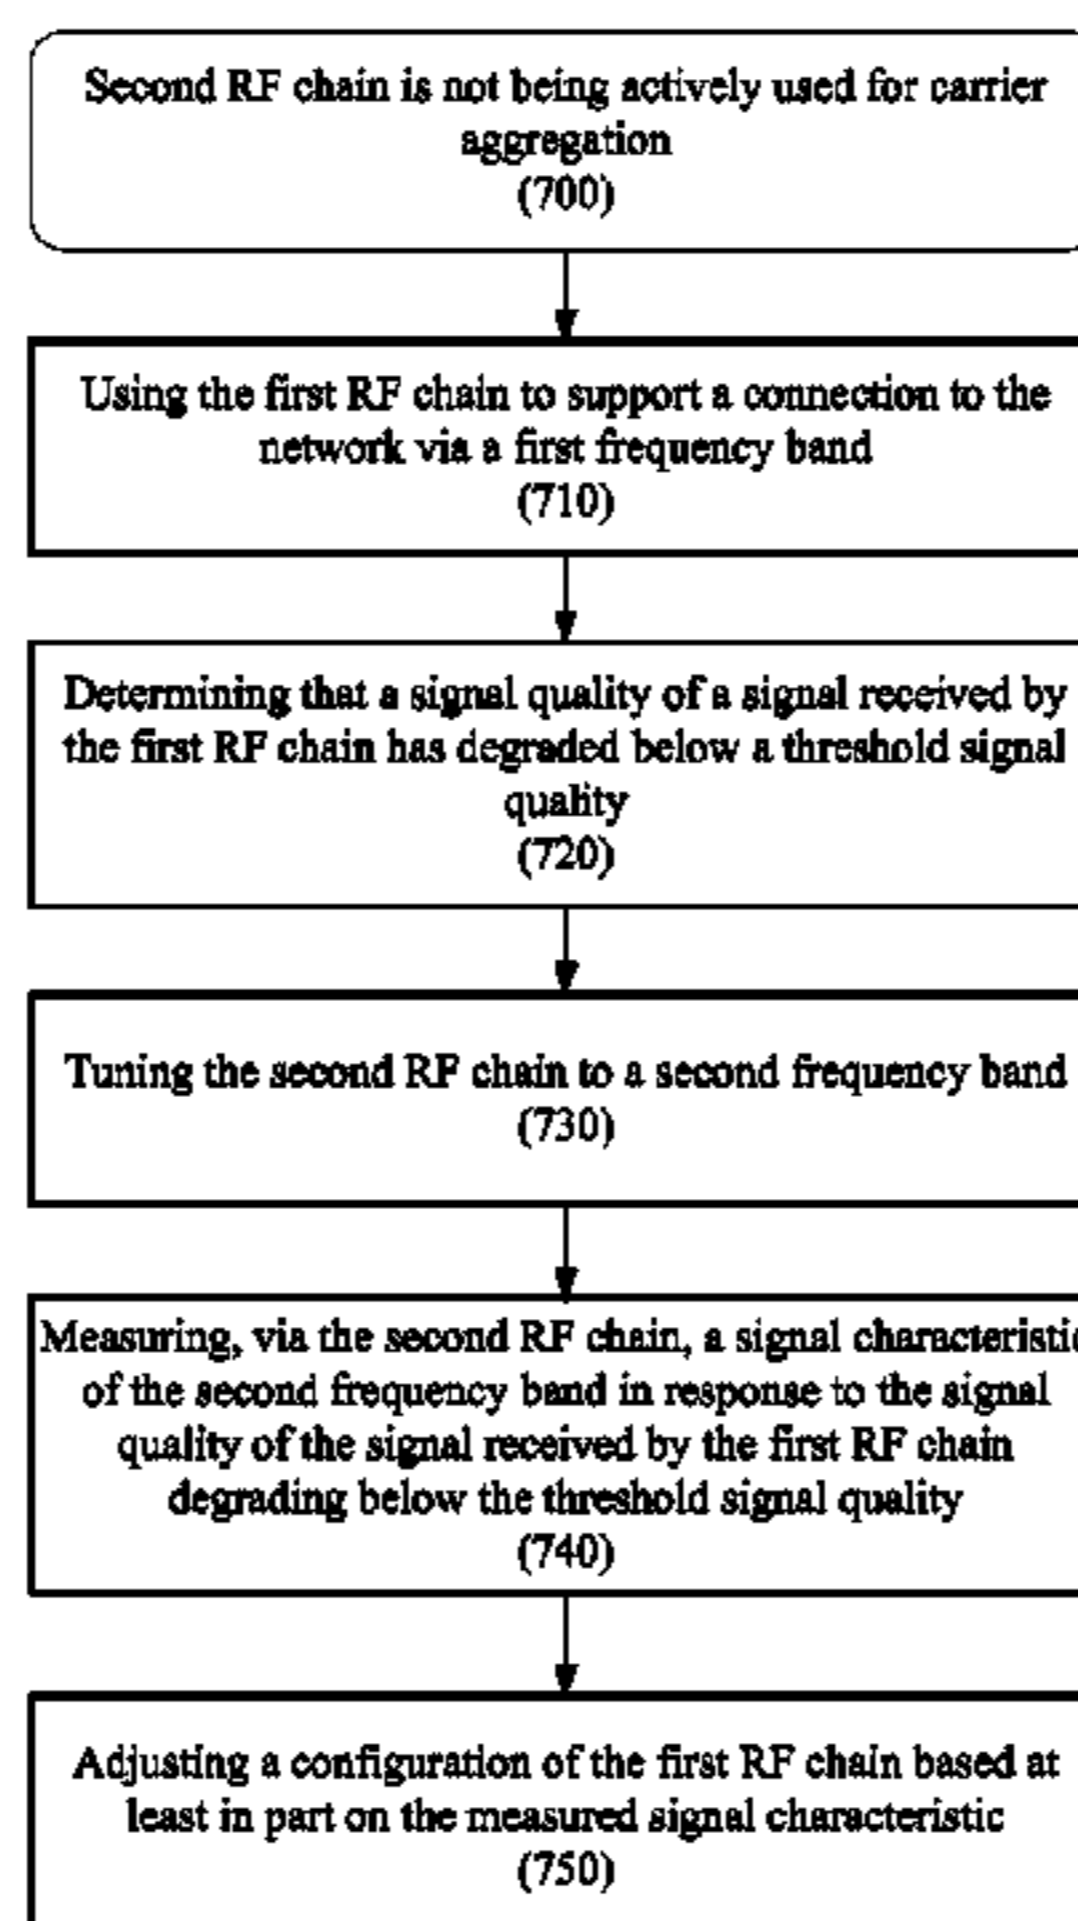 Second RF chain is not being actively used for carrier
aggregation
(700)
Using the first RF chain to support a connection to the
network via a first frequency band
(710)
Determining that a signal quality of a signal received by
the first RF chain has degraded below a threshold signal
quality
(720)
Tuning the second RF chain to a second frequency band
(730)
Measuring, via the second RF chain, a signal characteristic
of the second frequency band in response to the signal
quality of the signal received by the first RF chain
degrading below the threshold signal quality
(740)
Adjusting a configuration of the first RF chain based at
least in part on the measured signal characteristic
(750)